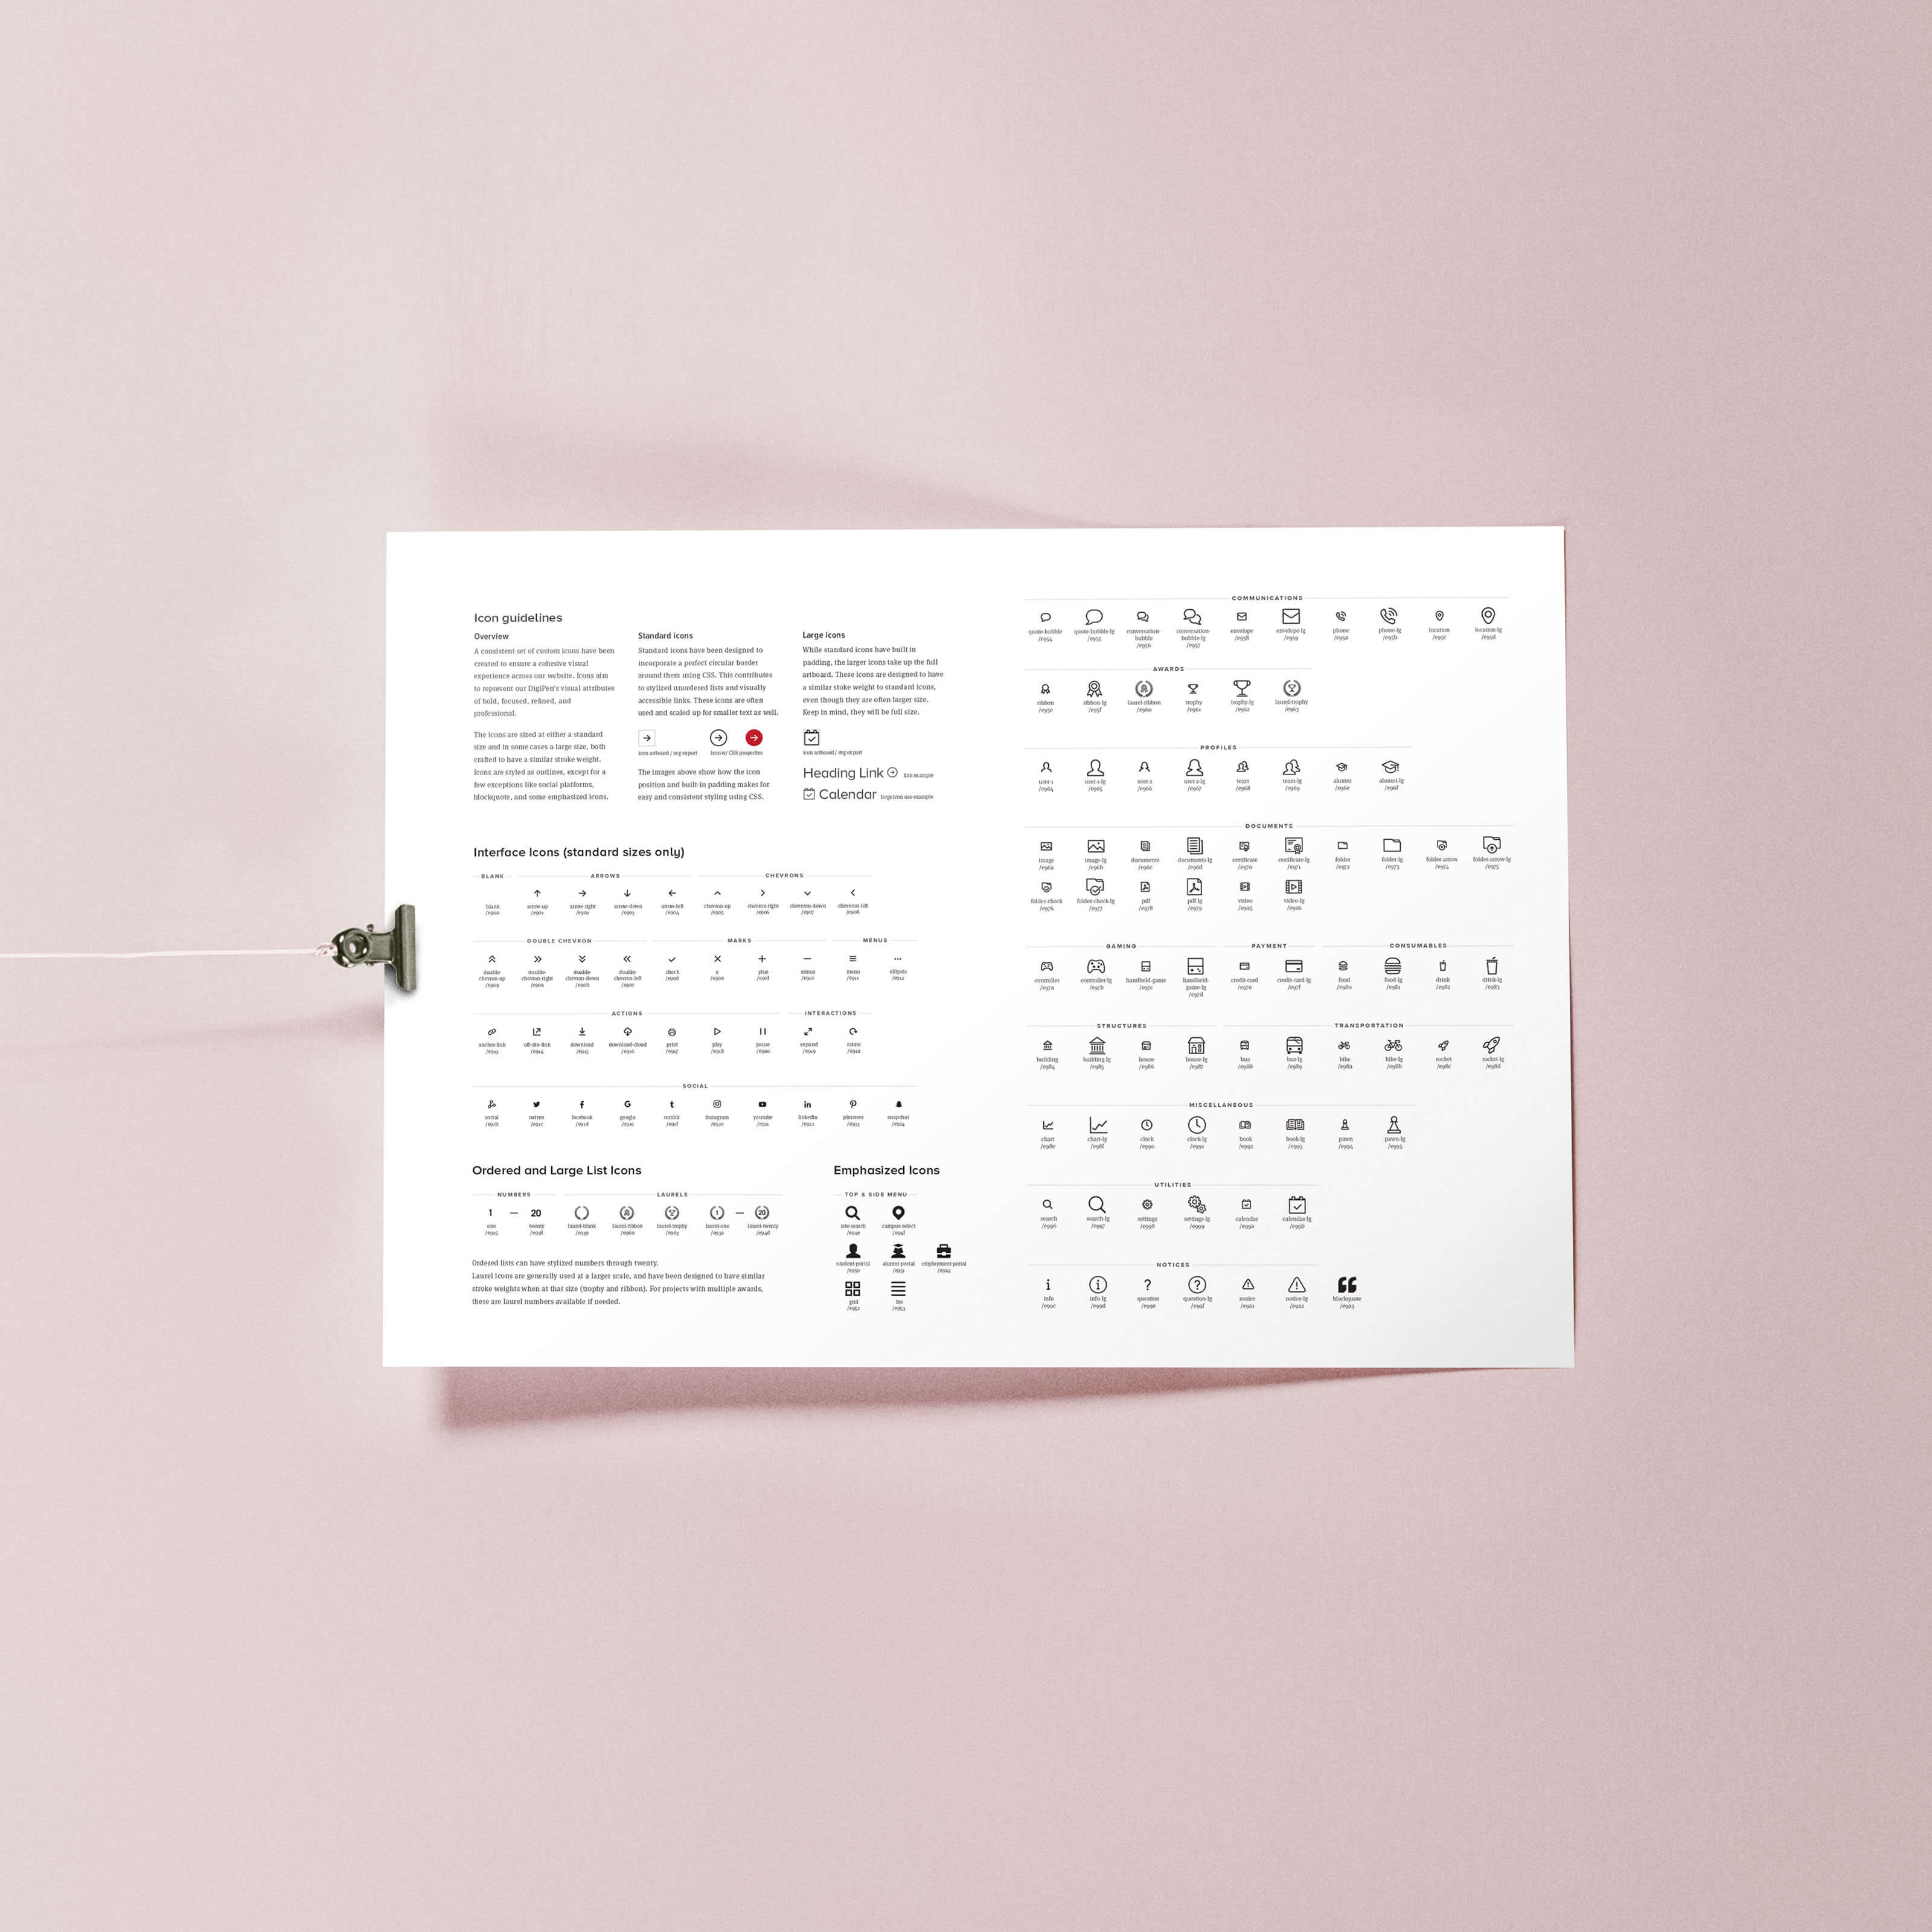 Icon guidelines
Overview
A consistent set of custom icons have been
created to ensure a cohesive visual
experience across our website. Icons aim
to represent our DigiPen's visual attributes
of bold, focused, refined, and
professional.
The icons are sized at either a standard
size and in some cases a large size, both
crafted to have a similar stroke weight.
Icons are styled as outlines, except for a
few exceptions like social platforms,
blockquote, and some emphasized icons.
Standard icons
Standard icons have been designed to
incorporate a perfect circular border
around them using CSS. This contributes
to stylized unordered lists and visually
accessible links. These icons are often
used and scaled up for smaller text as well.
icon artboard / svg export
icon w/ CSS properties
The images above show how the icon
position and built-in padding makes for
easy and consistent styling using CSS.
Large icons
While standard icons have built in
padding, the larger icons take up the full
artboard. These icons are designed to have
a similar stoke weight to standard icons,
even though they are often larger size.
Keep in mind, they will be full size.
icon artboard / svg export
Heading Link link example
Calendar large icon use example
Interface Icons (standard sizes only)
BLANK ARROWS CHEVRONS
blank arrow-up arrow-right arrow-down arrow-left chevron-up chevron-right cheveron-down cheveron-left
/e900 /e901 /e902 /e903 /e904 /e905 /e906 /e907 /e908
DOUBLE CHEVRON MARKS MENUS
double-chevron-up double-chevron-right double-chevron-down double-chevron-left check x plus minus menu ellipsis
/e909 /e90a /e90b /e90c /e90d /e90e /e90f /e910 /e911 /e912
ACTIONS INTERACTIONS
anchor-link off-site-link download download-cloud print play pause expand rotate
/e913 /e914 /e915 /e916 /e917 /e918
SOCIAL
social twitter facebook google tumblr instagram youtube linkedin pinterest snapchat
/e91b /e91c /e91d /e91e /e91f /e920 /e921 /e922 /e923 /e924
Ordered and Large List Icons
NUMBERS LAURELS
1 — 20 1 — 20
one twenty laurel-blank laurel-ribbon laurel-trophy laurel-one laurel-twenty
/e925 /e938 /e939 /e960 /e963 /e93a
Ordered lists can have stylized numbers through twenty.
Laurel icons are generally used at a larger scale, and have been designed to have similar
stroke weights when at that size (trophy and ribbon). For projects with multiple awards,
there are laurel numbers available if needed.
Emphasized Icons
TOP & SIDE MENU
site-search campus-select
student-portal alumni-portal employment-portal
/e950 /e951
grid list
/e952 /e953
COMMUNICATIONS
quote-bubble quote-bubble-lg conversation-bubble conversation-bubble-lg envelope envelope-lg phone phone-lg location location-lg
/e954 /e955 /e956 /e957 /e958 /e959 /e95a /e95b /e95c /e95d
AWARDS
ribbon ribbon-lg laurel-ribbon trophy trophy-lg laurel-trophy
/e95e /e95f /e960 /e961 /e962 /e963
PROFILES
user-1 user-1-lg user-2 user-2-lg team team-lg alumni alumni-lg
/e964 /e965 /e966 /e967 /e968 /e969 /e96e /e96f
DOCUMENTS
image image-lg documents documents-lg certificate certificate-lg folder folder-lg folder-arrow folder-arrow-lg
/e96a /e96b /e96c /e96d /e970 /e971 /e972 /e973 /e974 /e975
folder-check folder-check-lg pdf pdf-lg video video-lg
/e976 /e977 /e978 /e979 /e9a5 /e9a6
GAMING PAYMENT CONSUMABLES
controller controller-lg handheld-game handheld-game-lg credit-card credit-card-lg food food-lg drink drink-lg
/e97a /e97b /e97c /e97d /e97e /e97f /e980 /e981 /e982 /e983
STRUCTURES TRANSPORTATION
building building-lg house house-lg bus bus-lg bike bike-lg rocket rocket-lg
/e984 /e985 /e986 /e987 /e988 /e989 /e98a /e98b /e98c /e98d
MISCELLANEOUS
chart chart-lg clock clock-lg book book-lg pawn pawn-lg
/e98e /e98f /e990 /e991 /e992 /e993 /e994 /e995
UTILITIES
search search-lg settings settings-lg calendar calendar-lg
/e996 /e997 /e998 /e999 /e99a /e99b
NOTICES
info info-lg question question-lg notice notice-lg blockquote
/e99c /e99d /e99e /e99f /e9a1 /e9a2 /e9a3